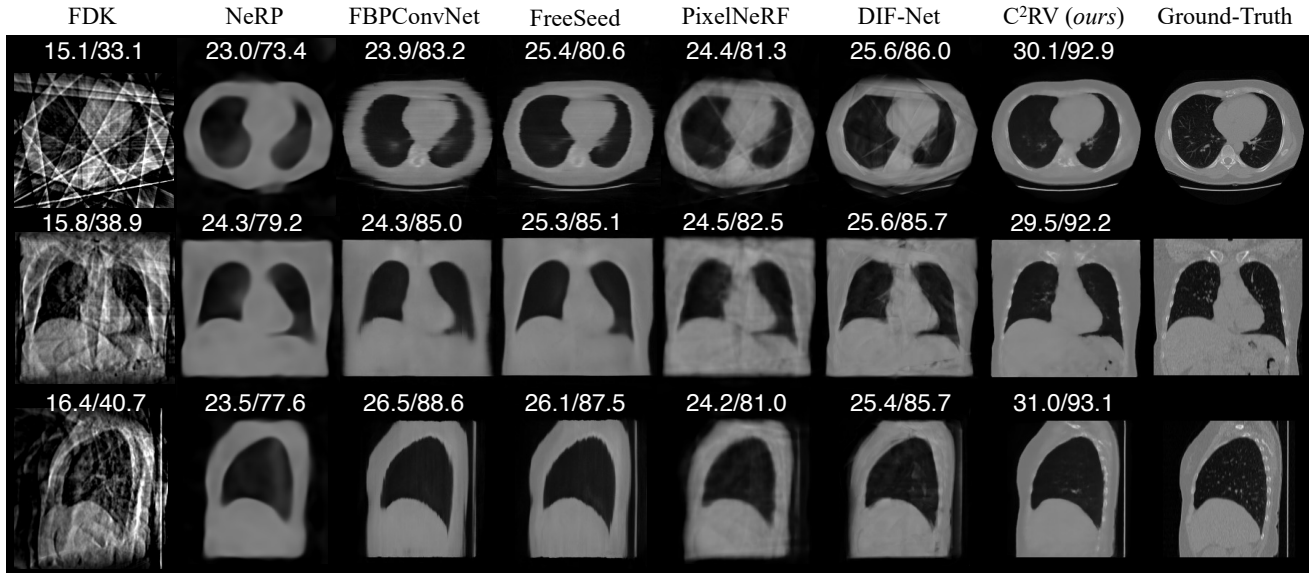 FDK NeRP FBPConvNet FreeSeed PixelNeRF DIF-Net C²RV (ours) Ground-Truth
15.1/33.1 23.0/73.4 23.9/83.2 25.4/80.6 24.4/81.3 25.6/86.0 30.1/92.9
15.8/38.9 24.3/79.2 24.3/85.0 25.3/85.1 24.5/82.5 25.6/85.7 29.5/92.2
16.4/40.7 23.5/77.6 26.5/88.6 26.1/87.5 24.2/81.0 25.4/85.7 31.0/93.1